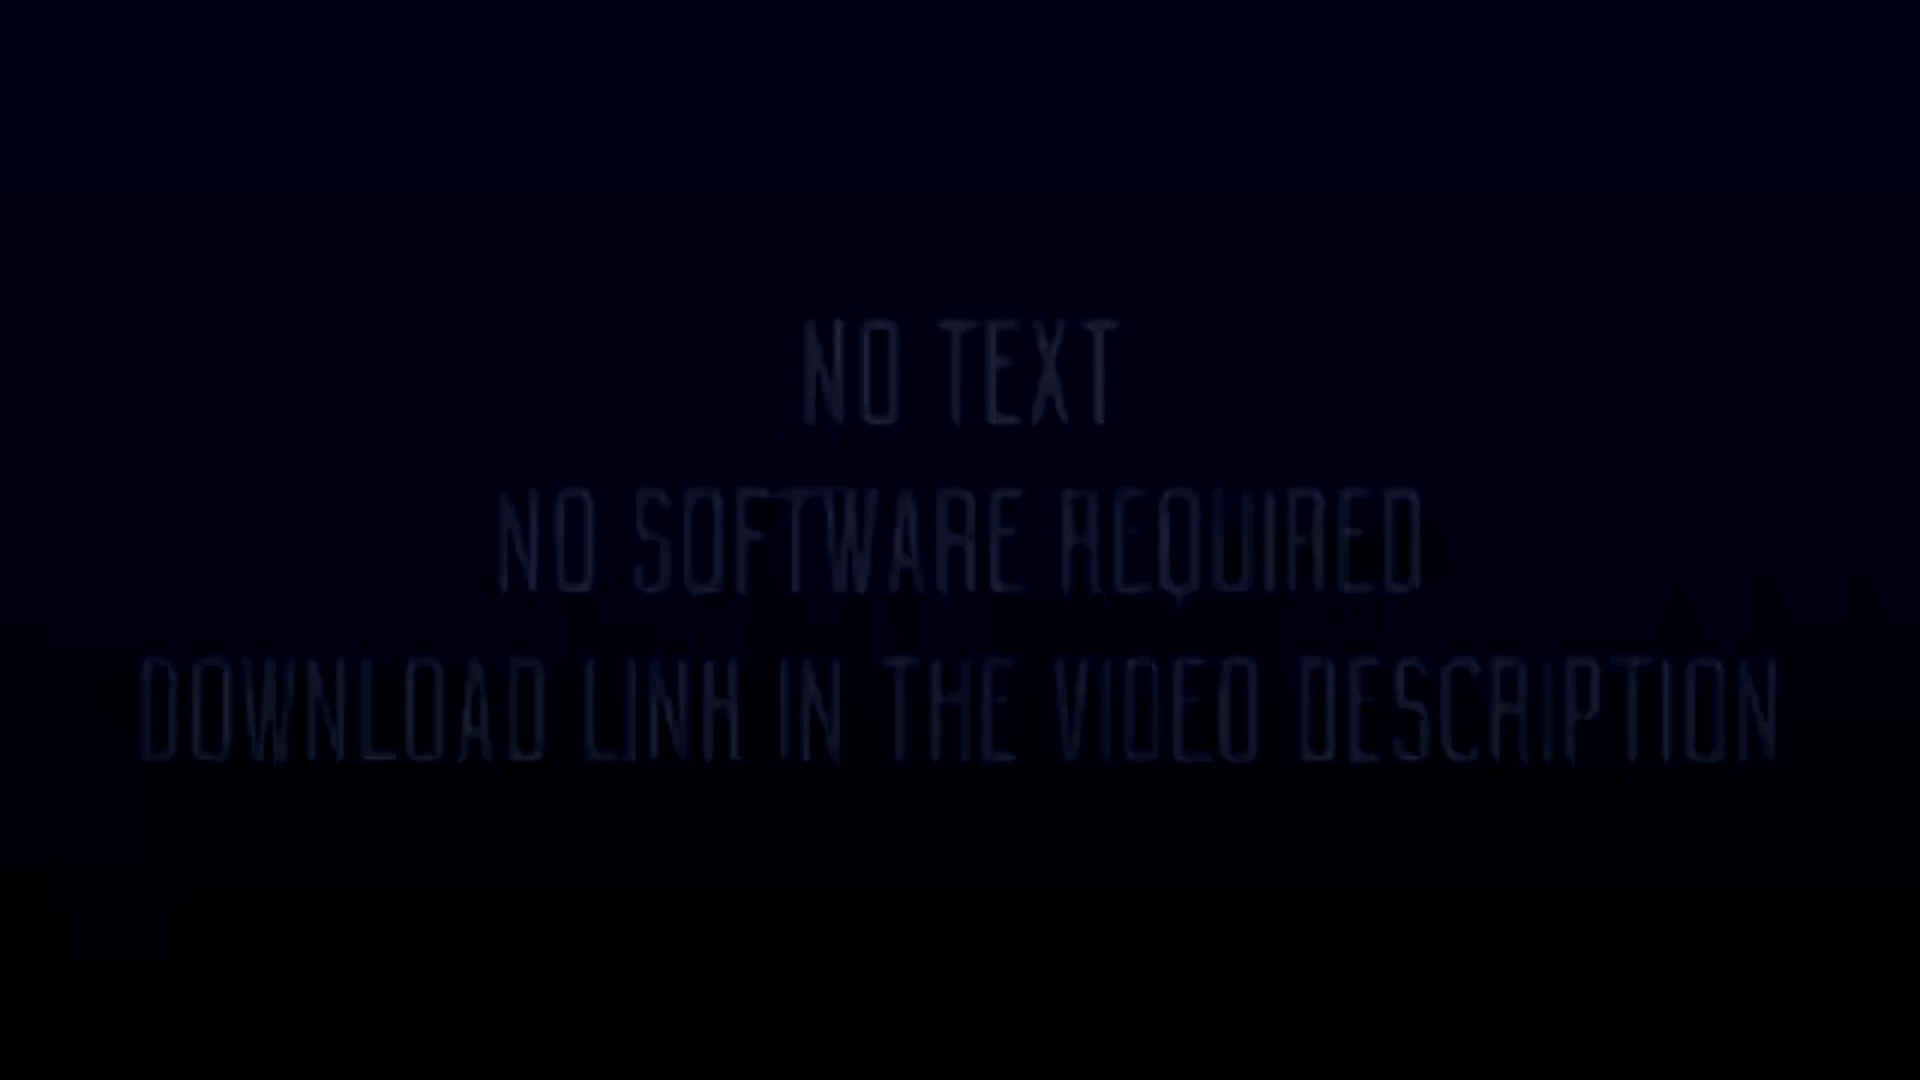 NO TEXT
NO SOFTWARE REQUIRED
DOWNLOAD LINK IN THE VIDEO DESCRIPTION